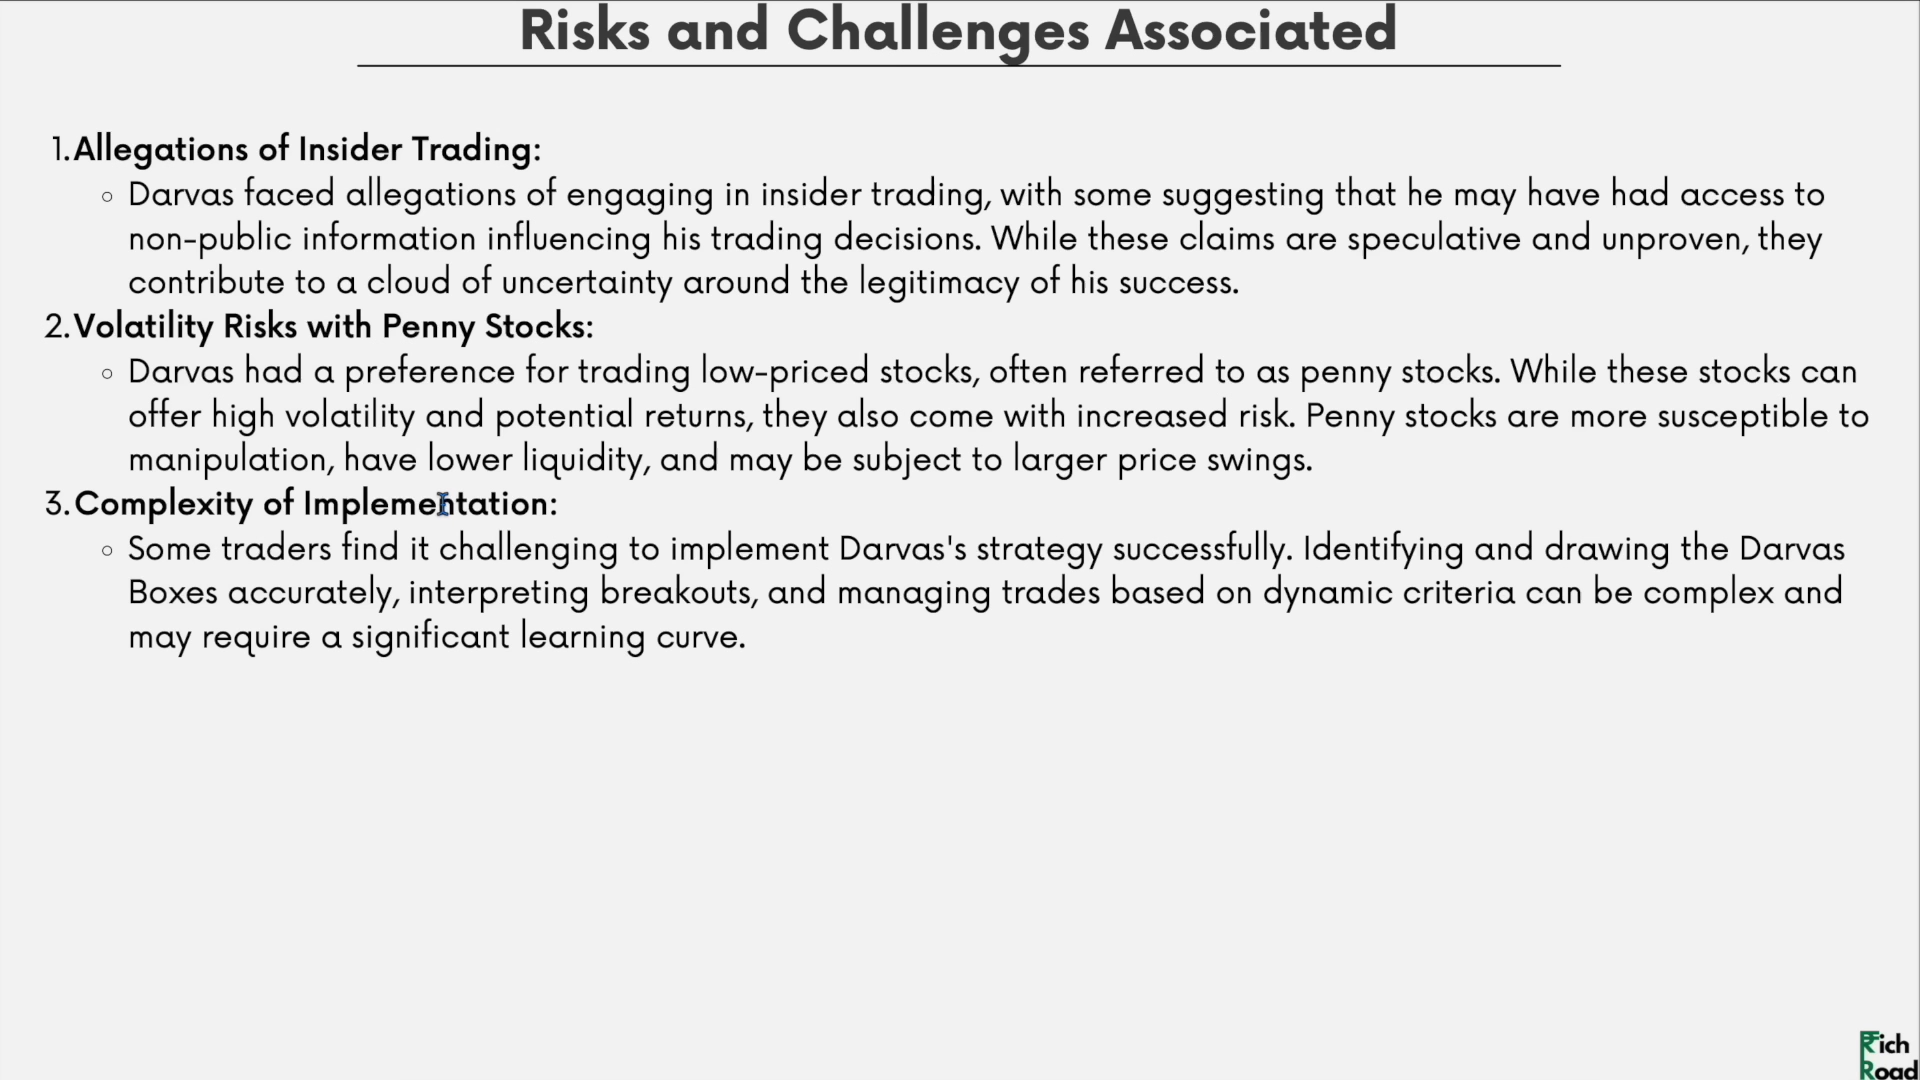 Risks and Challenges Associated
1. Allegations of Insider Trading:
○ Darvas faced allegations of engaging in insider trading, with some suggesting that he may have had access to
non-public information influencing his trading decisions. While these claims are speculative and unproven, they
contribute to a cloud of uncertainty around the legitimacy of his success.
2. Volatility Risks with Penny Stocks:
○ Darvas had a preference for trading low-priced stocks, often referred to as penny stocks. While these stocks can
offer high volatility and potential returns, they also come with increased risk. Penny stocks are more susceptible to
manipulation, have lower liquidity, and may be subject to larger price swings.
3. Complexity of Implementation:
○ Some traders find it challenging to implement Darvas's strategy successfully. Identifying and drawing the Darvas
Boxes accurately, interpreting breakouts, and managing trades based on dynamic criteria can be complex and
may require a significant learning curve.
Rich
Road